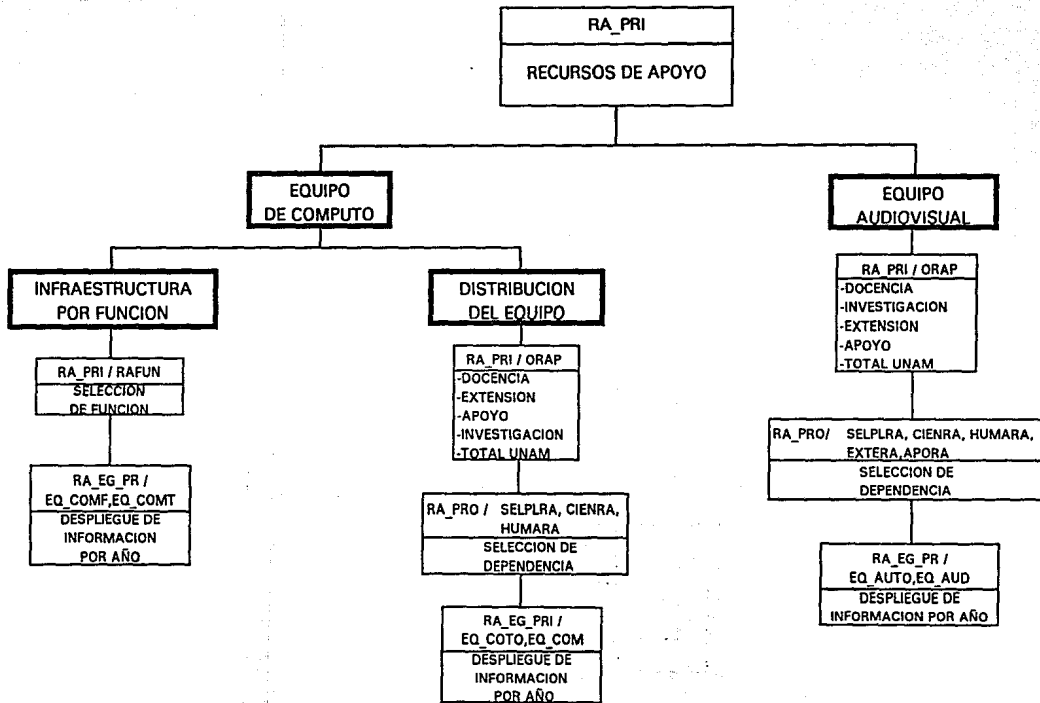 RA_PRI
RECURSOS DE APOYO
EQUIPO
DE COMPUTO
EQUIPO
AUDIOVISUAL
INFRAESTRUCTURA
POR FUNCION
DISTRIBUCION
DEL EQUIPO
RA_PRI / RAFUN
SELECCION
DE FUNCION
RA_EG_PR /
EQ_COMF,EQ_COMT
DESPLIEGUE DE
INFORMACION
POR AÑO
RA_PRI / ORAP
-DOCENCIA
-EXTENSION
-APOYO
-INVESTIGACION
-TOTAL UNAM
RA_PRO / SELPLRA, CIENRA,
HUMARA
SELECCION DE
DEPENDENCIA
RA_EG_PRI /
EQ_COTO,EQ_COM
DESPLIEGUE DE
INFORMACION
POR AÑO
RA_PRI / ORAP
-DOCENCIA
-INVESTIGACION
-EXTENSION
-APOYO
-TOTAL UNAM
RA_PRO/ SELPLRA, CIENRA, HUMARA,
EXTERA,APORA
SELECCION DE
DEPENDENCIA
RA_EG_PR /
EQ_AUTO,EQ_AUD
DESPLIEGUE DE
INFORMACION POR AÑO